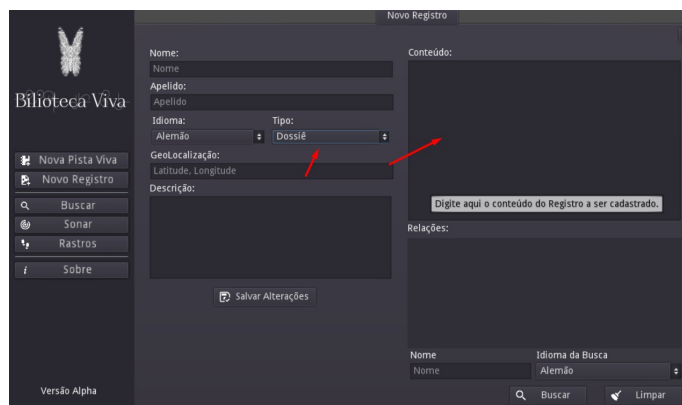 Novo Registro
Bilioteca Viva
Nova Pista Viva
Novo Registro
Buscar
Sonar
Rastros
Sobre
Versão Alpha
Nome:
Nome
Apelido:
Apelido
Idioma:
Tipo:
Alemão
Dossiê
GeoLocalização:
Latitude, Longitude
Descrição:
Salvar Alterações
Conteúdo:
Digite aqui o conteúdo do Registro a ser cadastrado.
Relações:
Nome
Idioma da Busca
Nome
Alemão
Buscar
Limpar